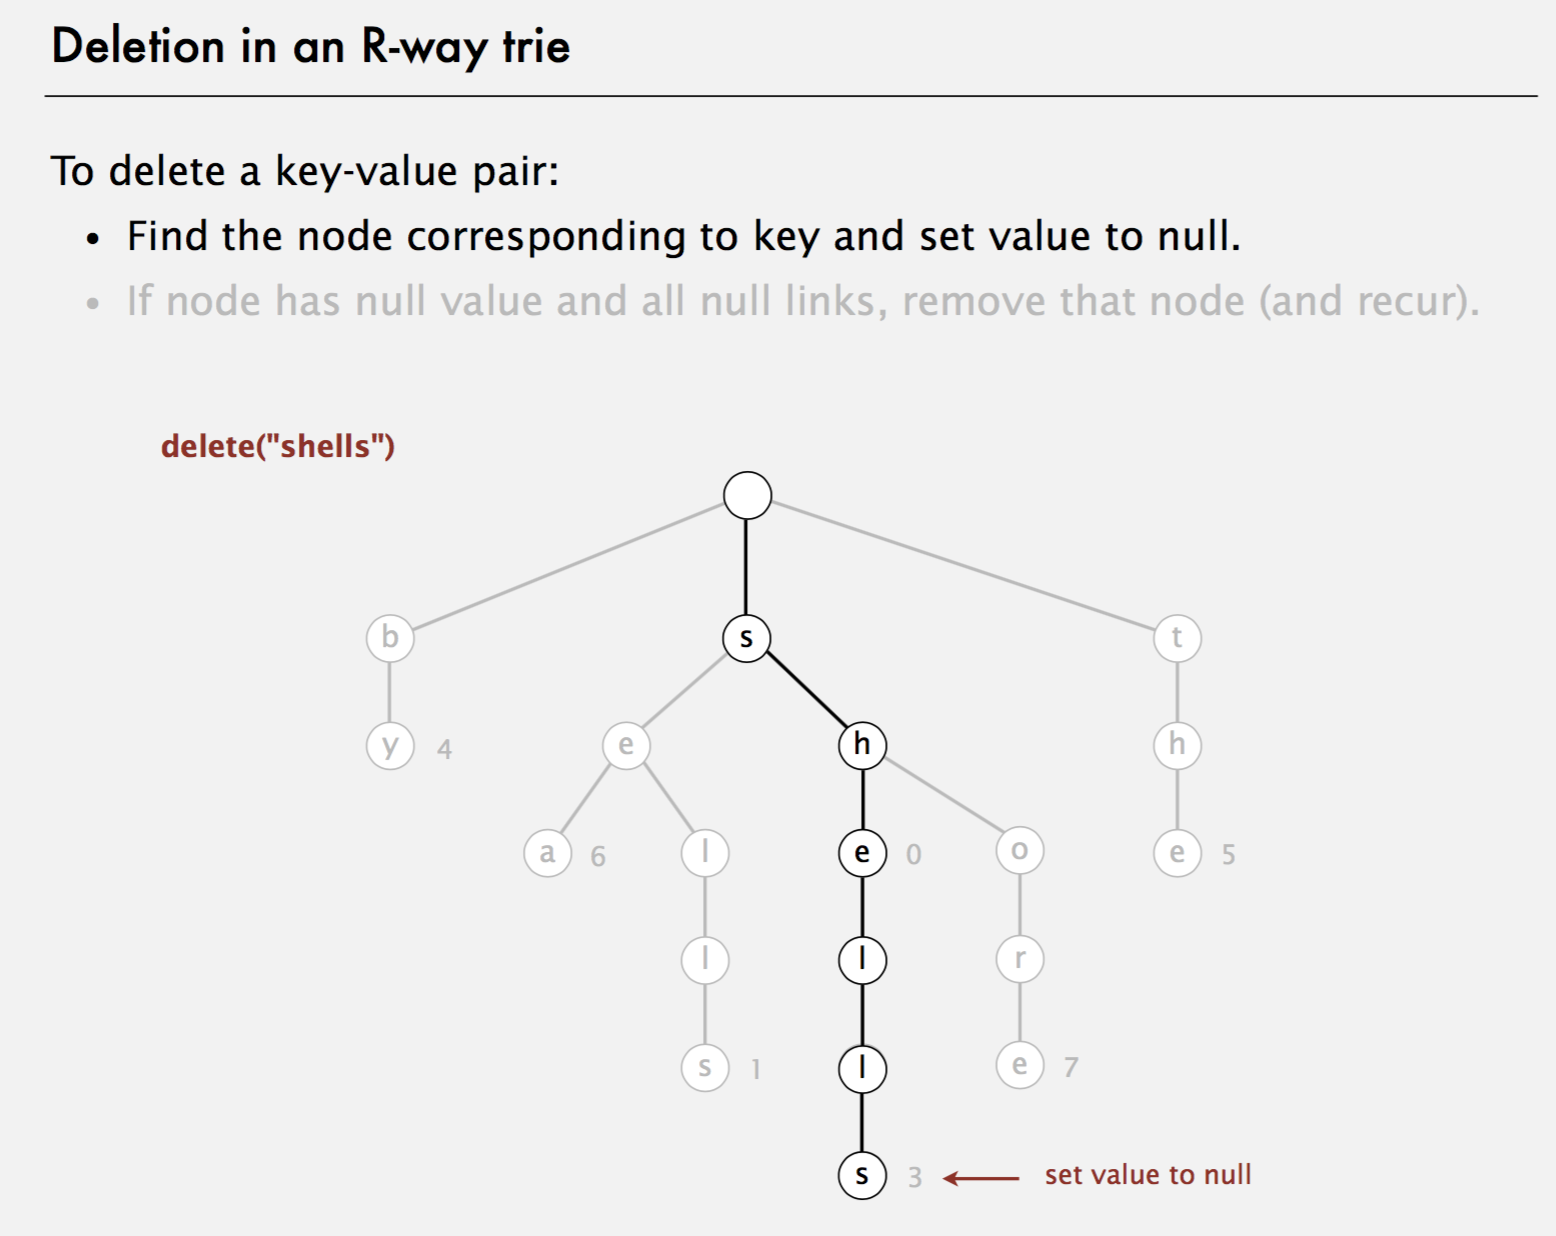 Deletion in an R-way trie
To delete a key-value pair:
• Find the node corresponding to key and set value to null.
• If node has null value and all null links, remove that node (and recur).
delete("shells")
b s t
y 4 e h h
a 6 l e 0 o e 5
l l r
s 1 l e 7
s 3 set value to null